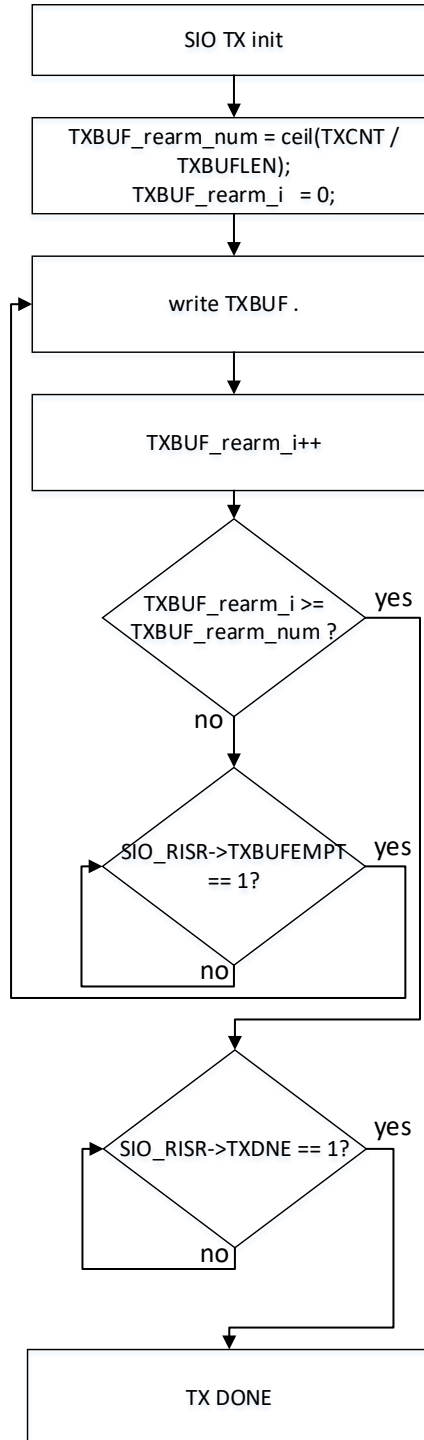 SIO TX init
TXBUF_rearm_num = ceil(TXCNT /
TXBUFLEN);
TXBUF_rearm_i = 0;
write TXBUF .
TXBUF_rearm_i++
TXBUF_rearm_i >=
TXBUF_rearm_num ?
yes
no
SIO_RISR->TXBUFEMPT
== 1?
yes
no
SIO_RISR->TXDNE == 1?
yes
no
TX DONE